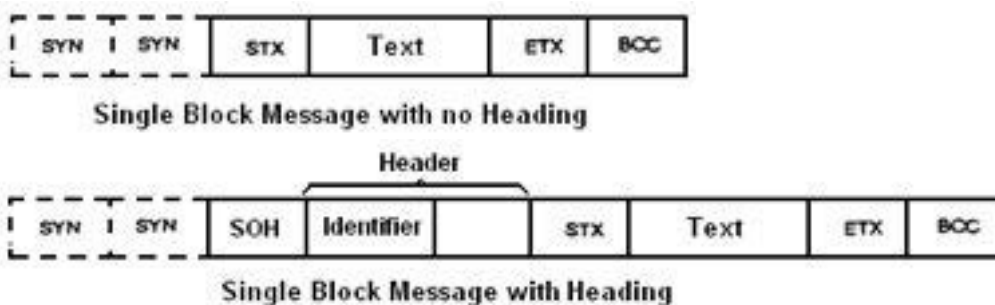 SYN SYN STX Text ETX BCC
Single Block Message with no Heading
Header
SYN SYN SOH Identifier STX Text ETX BCC
Single Block Message with Heading